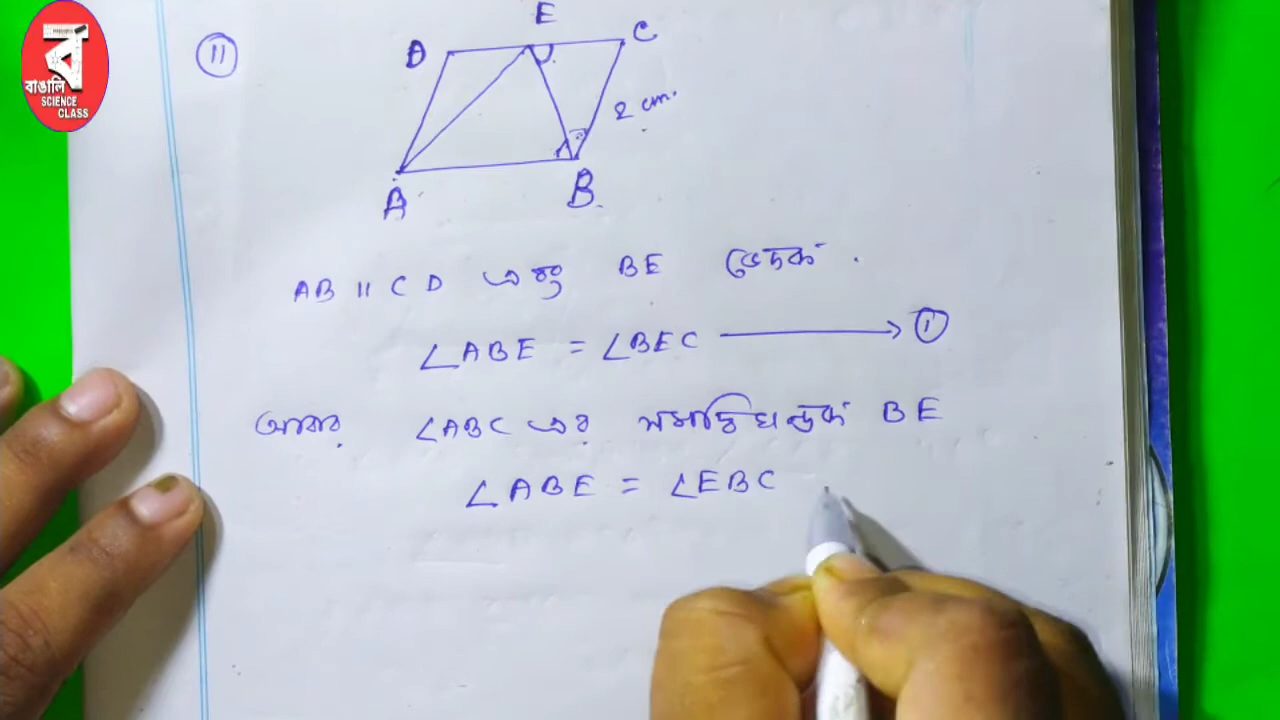 ব
বাঙালি
SCIENCE
CLASS
11
D E C
2 cm.
A B
AB || CD এবং BE ভেদক .
∠ABE = ∠BEC ⟶ ①
আবার ∠ABC এর সমদ্বিখণ্ডক BE
∠ABE = ∠EBC